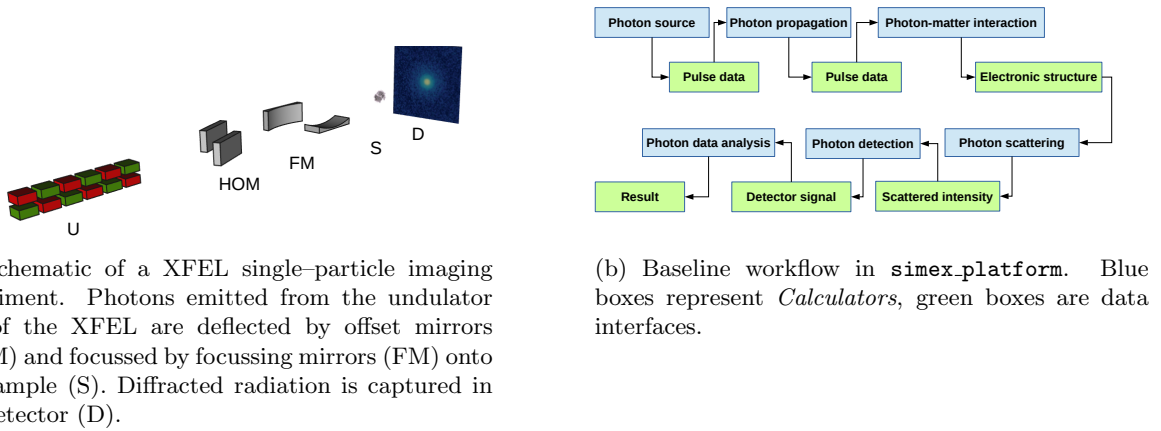 U
HOM
FM
S
D
chematic of a XFEL single–particle imaging
iment. Photons emitted from the undulator
of the XFEL are deflected by offset mirrors
M) and focussed by focussing mirrors (FM) onto
ample (S). Diffracted radiation is captured in
etector (D).
Photon source
Photon propagation
Photon-matter interaction
Pulse data
Pulse data
Electronic structure
Photon data analysis
Photon detection
Photon scattering
Result
Detector signal
Scattered intensity
(b) Baseline workflow in simex_platform. Blue
boxes represent Calculators, green boxes are data
interfaces.